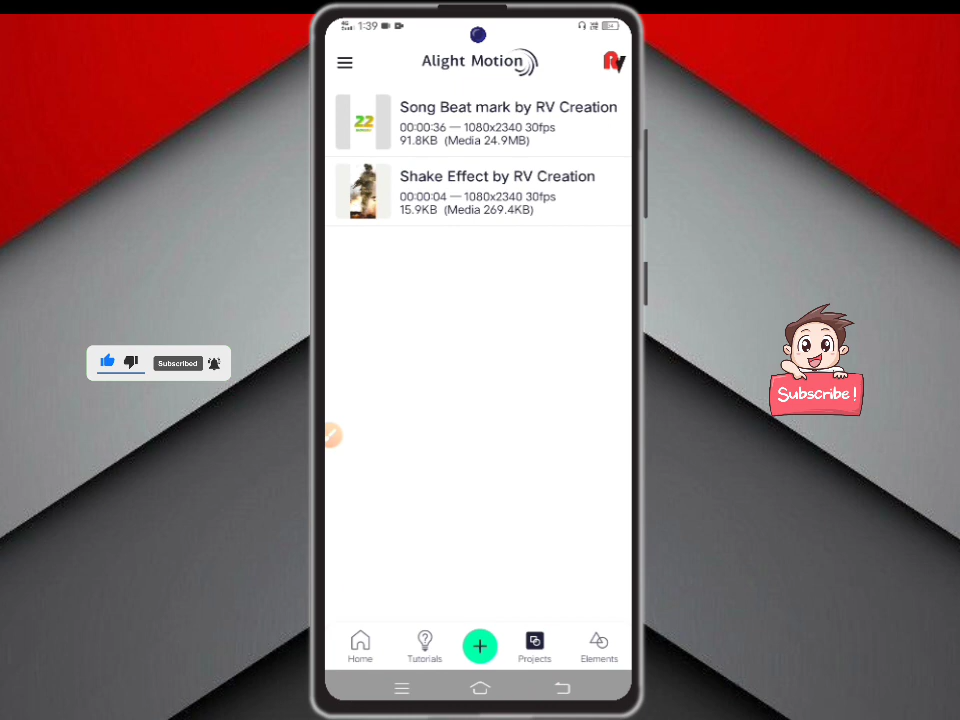 1:39
Alight Motion
RV
22
Song Beat mark by RV Creation
00:00:36 — 1080x2340 30fps
91.8KB (Media 24.9MB)
Shake Effect by RV Creation
00:00:04 — 1080x2340 30fps
15.9KB (Media 269.4KB)
Subscribed
Subscribe!
Home
Tutorials
Projects
Elements